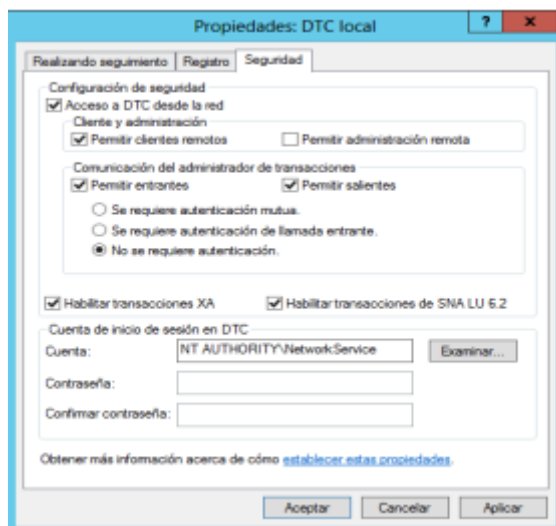 Propiedades: DTC local
? x
Realizando seguimiento Registro Seguridad
Configuración de seguridad
Acceso a DTC desde la red
Cliente y administración
Permitir clientes remotos Permitir administración remota
Comunicación del administrador de transacciones
Permitir entrantes Permitir salientes
Se requiere autenticación mutua.
Se requiere autenticación de llamada entrante.
No se requiere autenticación.
Habilitar transacciones XA Habilitar transacciones de SNA LU 6.2
Cuenta de inicio de sesión en DTC
Cuenta: NT AUTHORITY\NetworkService Examinar...
Contraseña:
Confirmar contraseña:
Obtener más información acerca de cómo establecer estas propiedades.
Aceptar Cancelar Aplicar